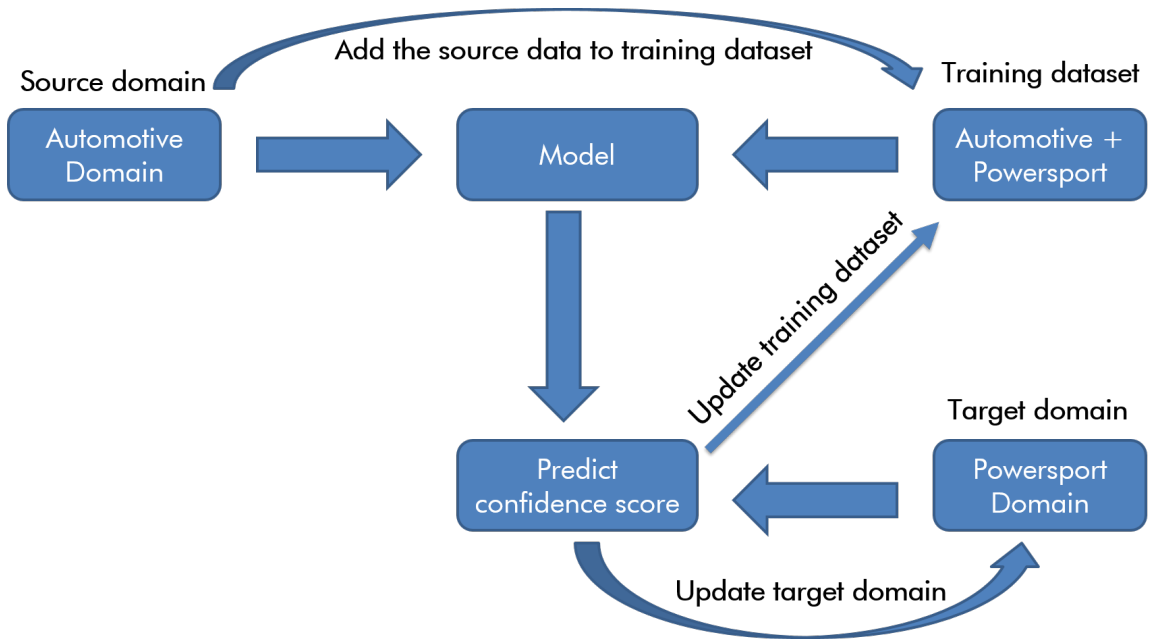 Add the source data to training dataset
Source domain
Training dataset
Automotive
Domain
Model
Automotive +
Powersport
Update training dataset
Target domain
Predict
confidence score
Powersport
Domain
Update target domain